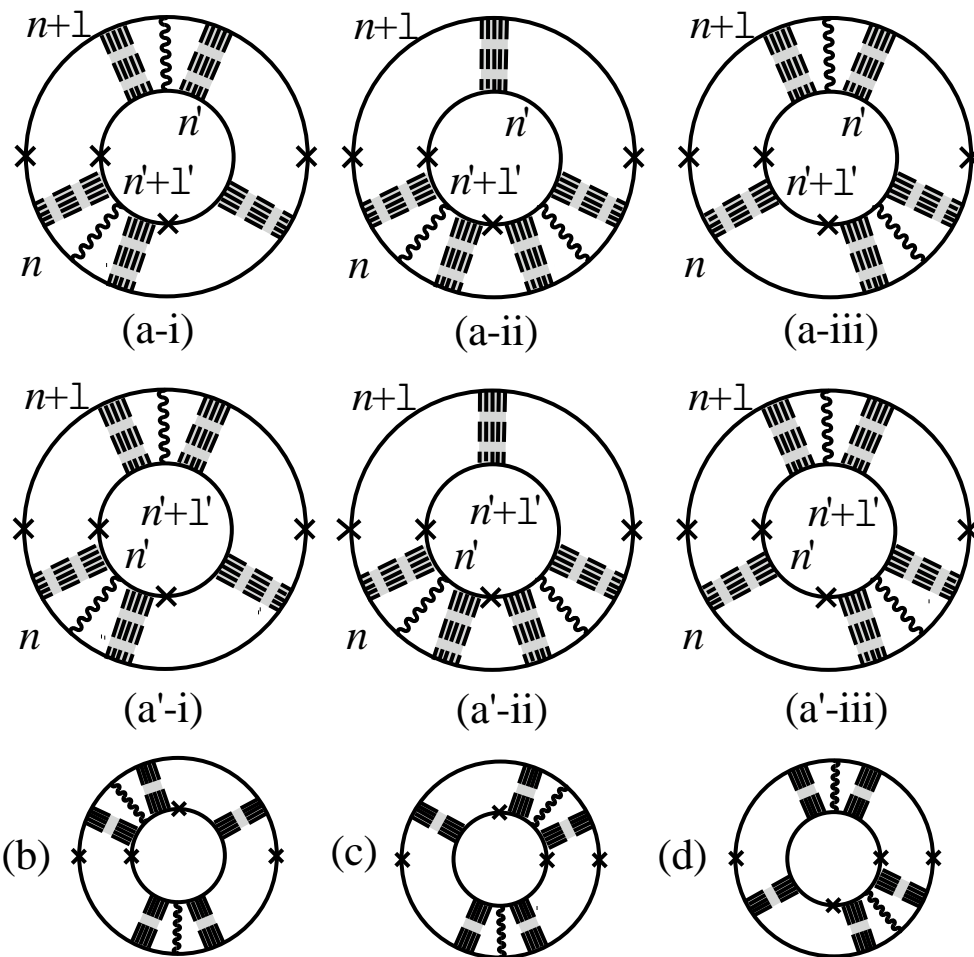 n+1 n+1 n+1
n' n' n'
n'+1' n'+1' n'+1'
n n n
(a-i) (a-ii) (a-iii)
n+1 n+1 n+1
n'+1' n'+1' n'+1'
n' n' n'
n n n
(a'-i) (a'-ii) (a'-iii)
(b) (c) (d)